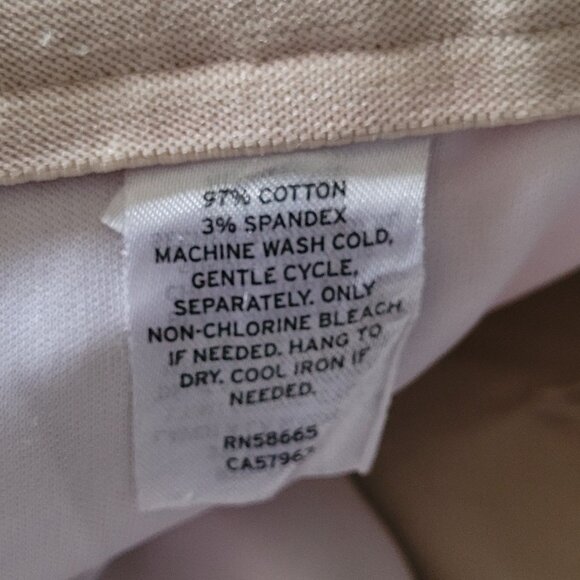 97% COTTON
3% SPANDEX
MACHINE WASH COLD,
GENTLE CYCLE,
SEPARATELY. ONLY
NON-CHLORINE BLEACH
IF NEEDED. HANG TO
DRY. COOL IRON IF
NEEDED.
RN58665